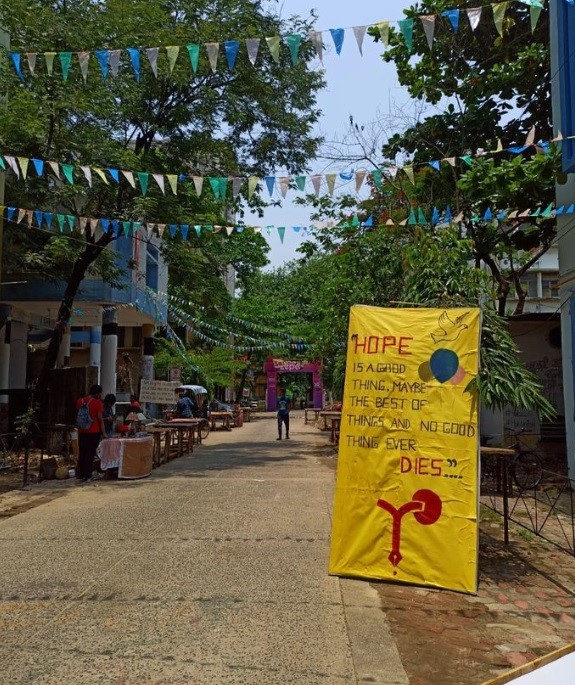 "HOPE
IS A GOOD
THING, MAYBE
THE BEST OF
THINGS AND NO GOOD
THING EVER
DIES....."